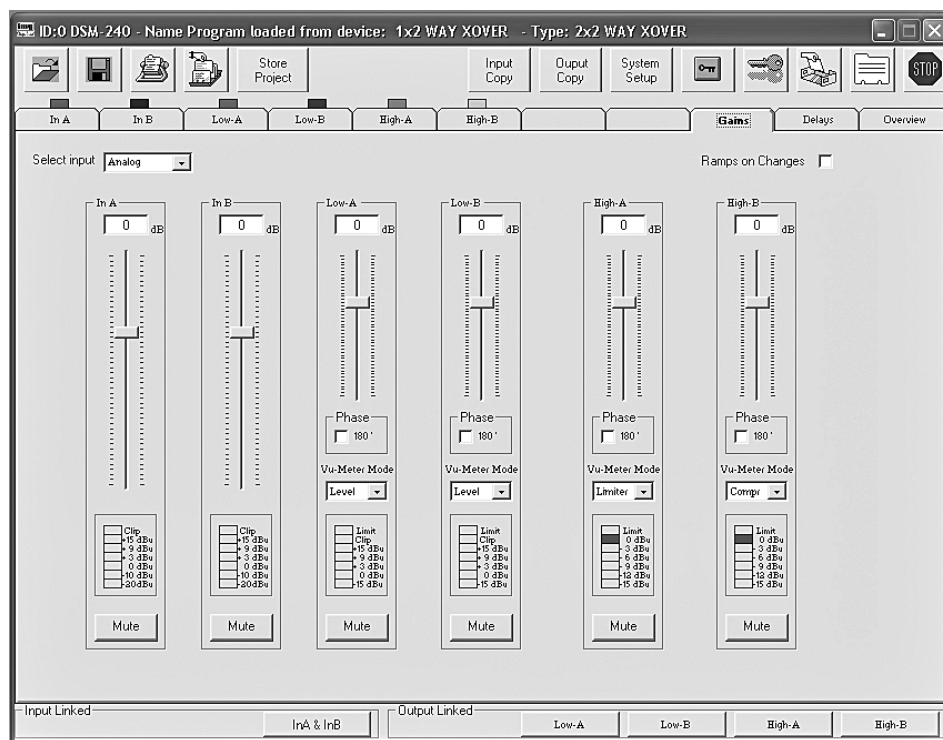 ID:0 DSM-240 - Name Program loaded from device: 1x2 WAY XOVER - Type: 2x2 WAY XOVER
Store Project
Input Copy
Ouput Copy
System Setup
STOP
In A In B Low-A Low-B High-A High-B Gains Delays Overview
Select input Analog
Ramps on Changes
In A In B Low-A Low-B High-A High-B
0 dB 0 dB 0 dB 0 dB 0 dB 0 dB
Phase Phase Phase Phase
180 ' 180 ' 180 ' 180 '
Vu-Meter Mode Vu-Meter Mode Vu-Meter Mode Vu-Meter Mode
Level Level Limiter Compr
Clip
+15 dBu
+ 9 dBu
+ 3 dBu
0 dBu
-10 dBu
-20dBu
Clip
+15 dBu
+ 9 dBu
+ 3 dBu
0 dBu
-10 dBu
-20dBu
Limit
Clip
+15 dBu
+ 9 dBu
+ 3 dBu
0 dBu
-15 dBu
Limit
Clip
+15 dBu
+ 9 dBu
+ 3 dBu
0 dBu
-15 dBu
Limit
0 dBu
- 3 dBu
- 6 dBu
- 9 dBu
-12 dBu
-15 dBu
Limit
0 dBu
- 3 dBu
- 6 dBu
- 9 dBu
-12 dBu
-15 dBu
Mute Mute Mute Mute Mute Mute
Input Linked
InA & InB
Output Linked
Low-A Low-B High-A High-B